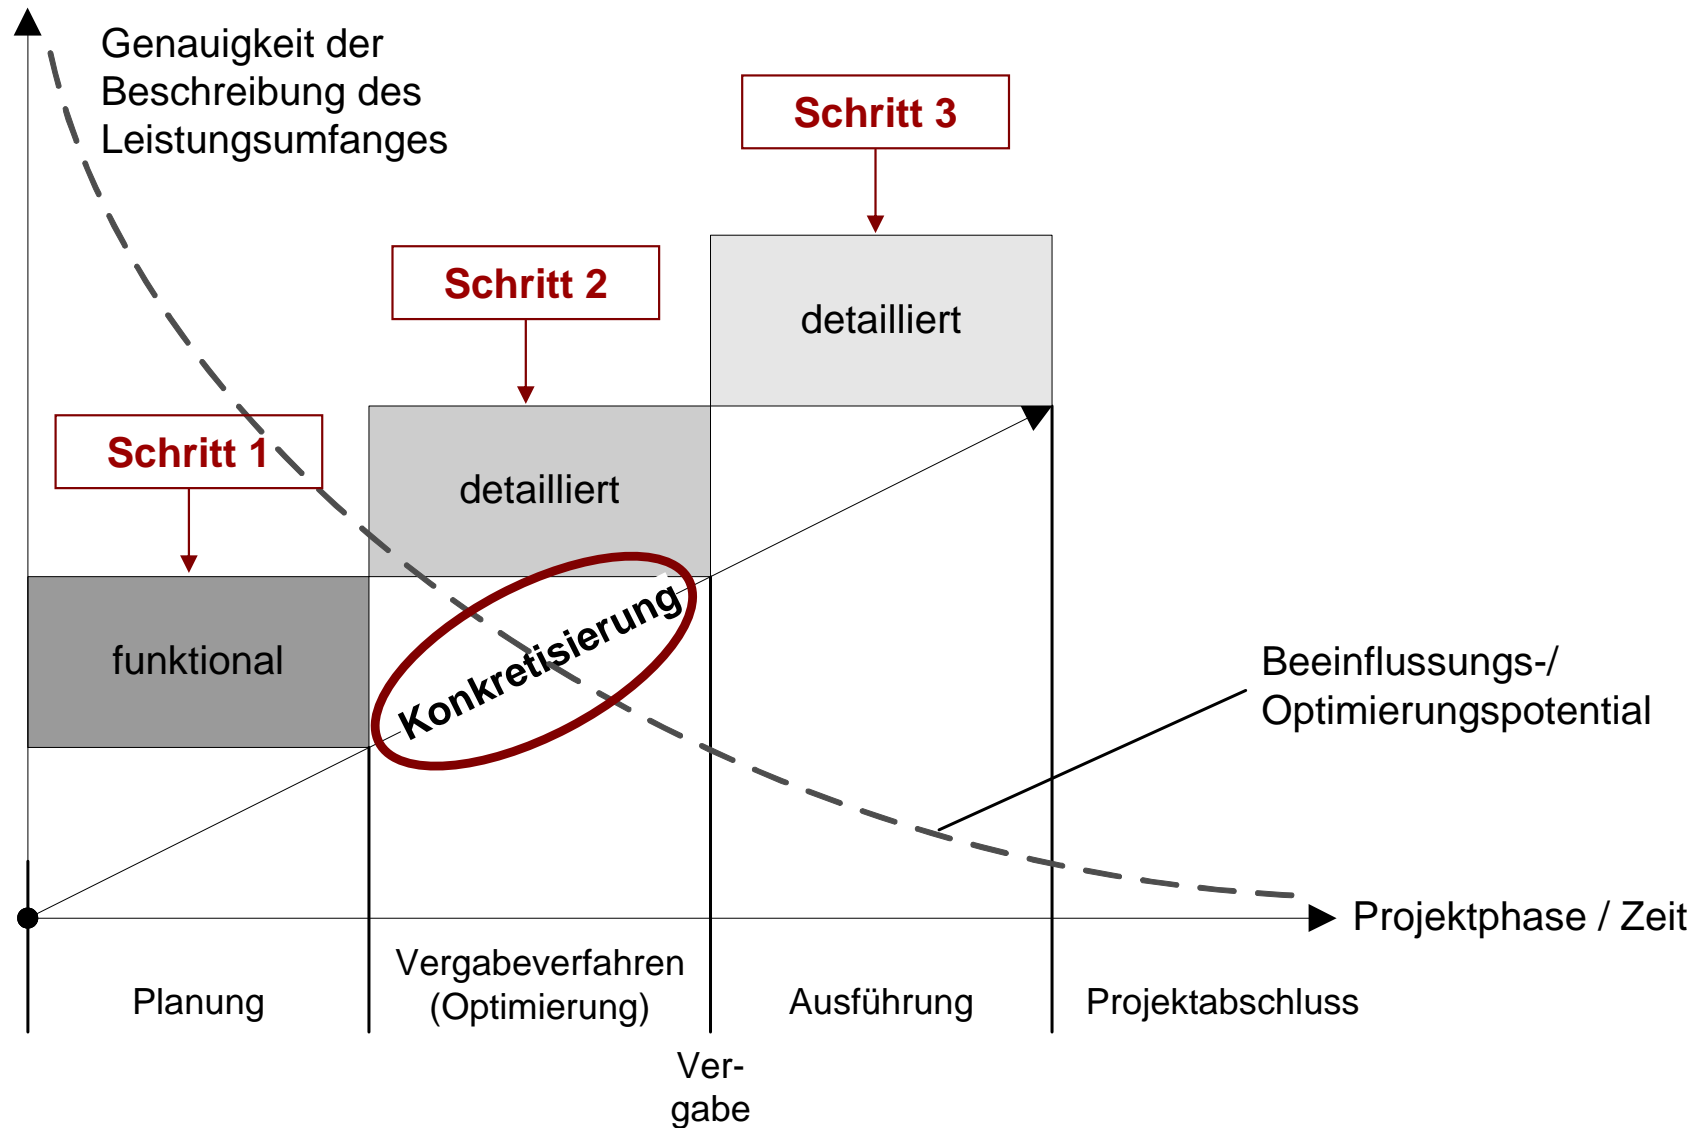 Genauigkeit der
Beschreibung des
Leistungsumfanges
Schritt 3
Schritt 2
detailliert
Schritt 1
detailliert
funktional
Konkretisierung
Beeinflussungs-/
Optimierungspotential
Projektphase / Zeit
Planung
Vergabeverfahren
(Optimierung)
Ausführung
Projektabschluss
Ver-
gabe